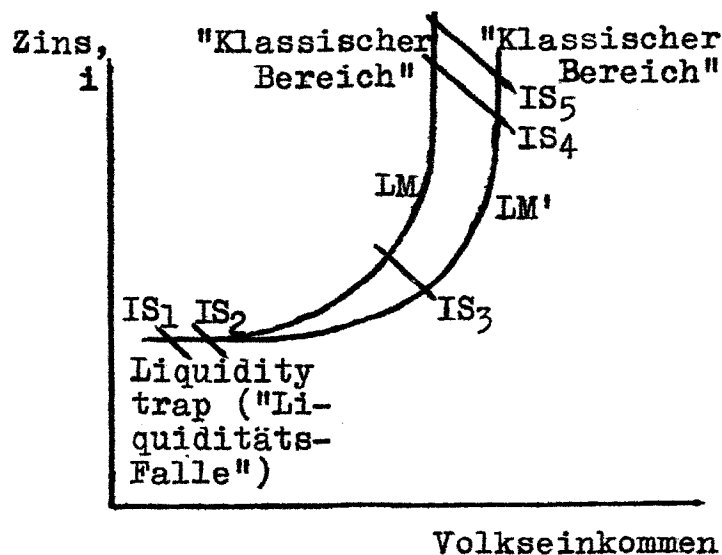 Zins,
i
"Klassischer
Bereich"
"Klassischer
Bereich"
IS5
IS4
LM
LM'
IS3
IS1
IS2
Liquidity
trap ("Li-
quiditäts-
Falle")
Volkseinkommen